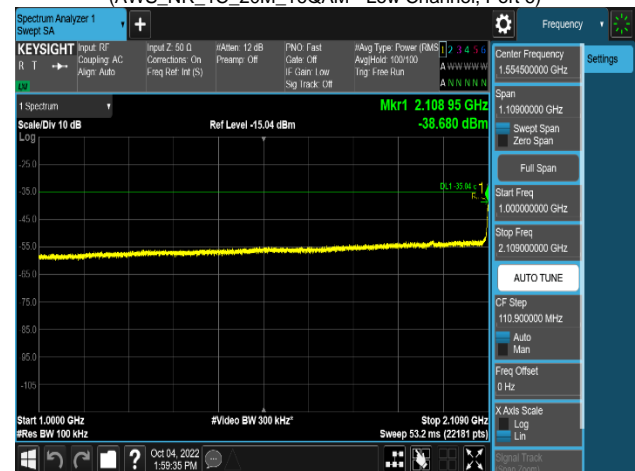 Spectrum Analyzer 1
Swept SA
Frequency
KEYSIGHT
R T
Input: RF
Coupling: AC
Align: Auto
Input Z: 50 Ω
Corrections: On
Freq Ref: Int (S)
#Atten: 12 dB
Preamp: Off
PNO: Fast
Gate: Off
IF Gain: Low
Sig Track: Off
#Avg Type: Power (RMS
Avg|Hold: 100/100
Trig: Free Run
1 2 3 4 5 6
A W W W W W
A N N N N N
1 Spectrum
Scale/Div 10 dB
Log
Ref Level -15.04 dBm
Mkr1 2.108 95 GHz
-38.680 dBm
-25.0
-35.0
-45.0
-55.0
-65.0
-75.0
-85.0
-95.0
-105
1
Start 1.0000 GHz
#Res BW 100 kHz
#Video BW 300 kHz*
Stop 2.1090 GHz
Sweep 53.2 ms (22181 pts)
Oct 04, 2022
1:59:35 PM
Settings
Center Frequency
1.554500000 GHz
Span
1.10900000 GHz
Swept Span
Zero Span
Full Span
Start Freq
1.000000000 GHz
Stop Freq
2.109000000 GHz
AUTO TUNE
CF Step
110.900000 MHz
Auto
Man
Freq Offset
0 Hz
X Axis Scale
Log
Lin
Signal Track
(Span Zoom)